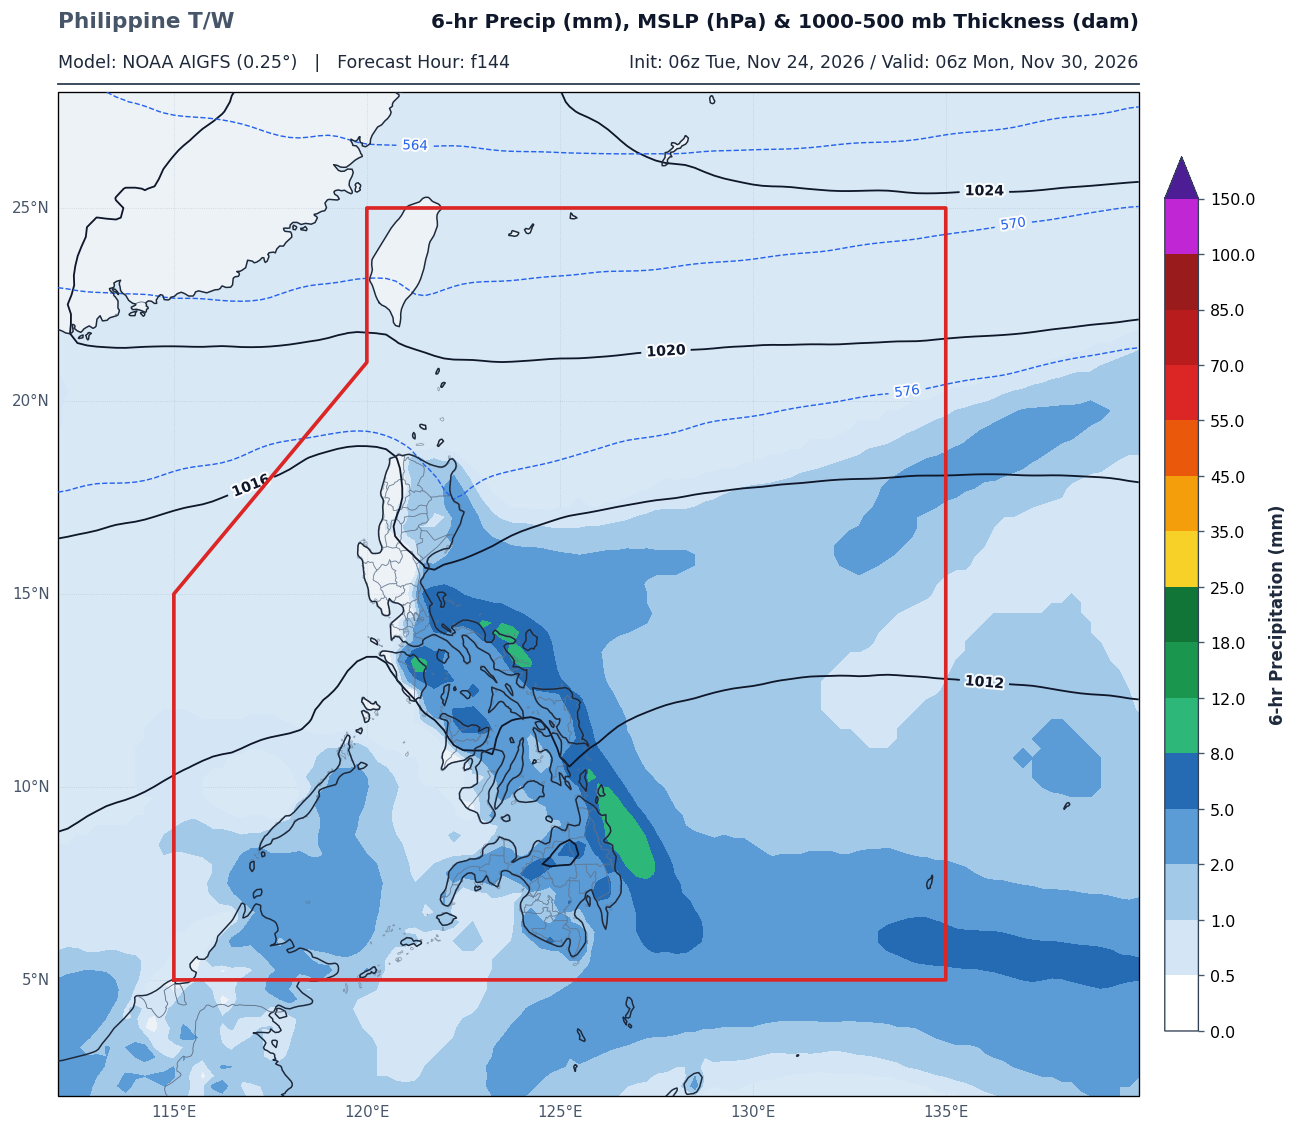 Philippine T/W
6-hr Precip (mm), MSLP (hPa) & 1000-500 mb Thickness (dam)
Model: NOAA AIGFS (0.25°) | Forecast Hour: f144
Init: 06z Tue, Nov 24, 2026 / Valid: 06z Mon, Nov 30, 2026
564
1024
570
1020
576
1016
1012
25°N
20°N
15°N
10°N
5°N
115°E
120°E
125°E
130°E
135°E
150.0
100.0
85.0
70.0
55.0
45.0
35.0
25.0
18.0
12.0
8.0
5.0
2.0
1.0
0.5
0.0
6-hr Precipitation (mm)